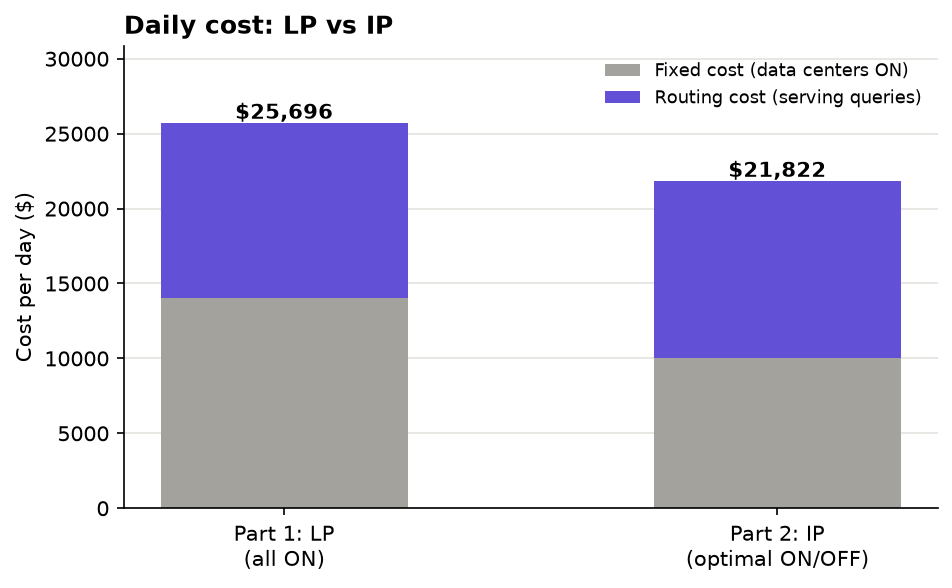 Daily cost: LP vs IP
Fixed cost (data centers ON)
Routing cost (serving queries)
$25,696
$21,822
Cost per day ($)
30000
25000
20000
15000
10000
5000
0
Part 1: LP
(all ON)
Part 2: IP
(optimal ON/OFF)